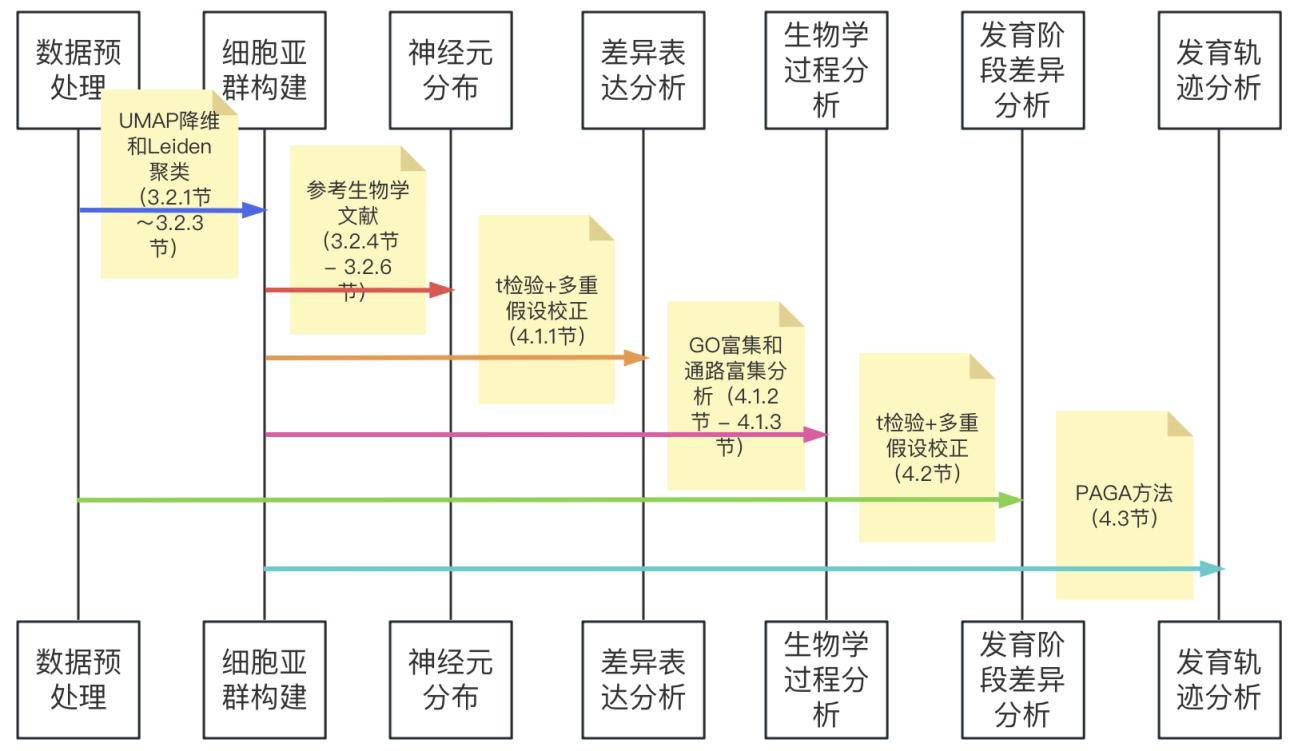 数据预
处理
细胞亚
群构建
神经元
分布
差异表
达分析
生物学
过程分
析
发育阶
段差异
分析
发育轨
迹分析
UMAP降维
和Leiden
聚类
（3.2.1节
～3.2.3
节）
参考生物学
文献
（3.2.4节
– 3.2.6
节）
t检验+多重
假设校正
（4.1.1节）
GO富集和
通路富集分
析（4.1.2
节 – 4.1.3
节）
t检验+多重
假设校正
（4.2节）
PAGA方法
（4.3节）
数据预
处理
细胞亚
群构建
神经元
分布
差异表
达分析
生物学
过程分
析
发育阶
段差异
分析
发育轨
迹分析